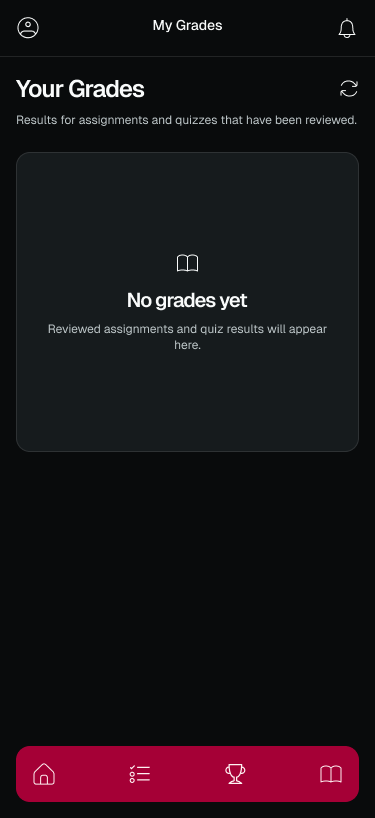 My Grades
Your Grades
Results for assignments and quizzes that have been reviewed.
No grades yet
Reviewed assignments and quiz results will appear
here.